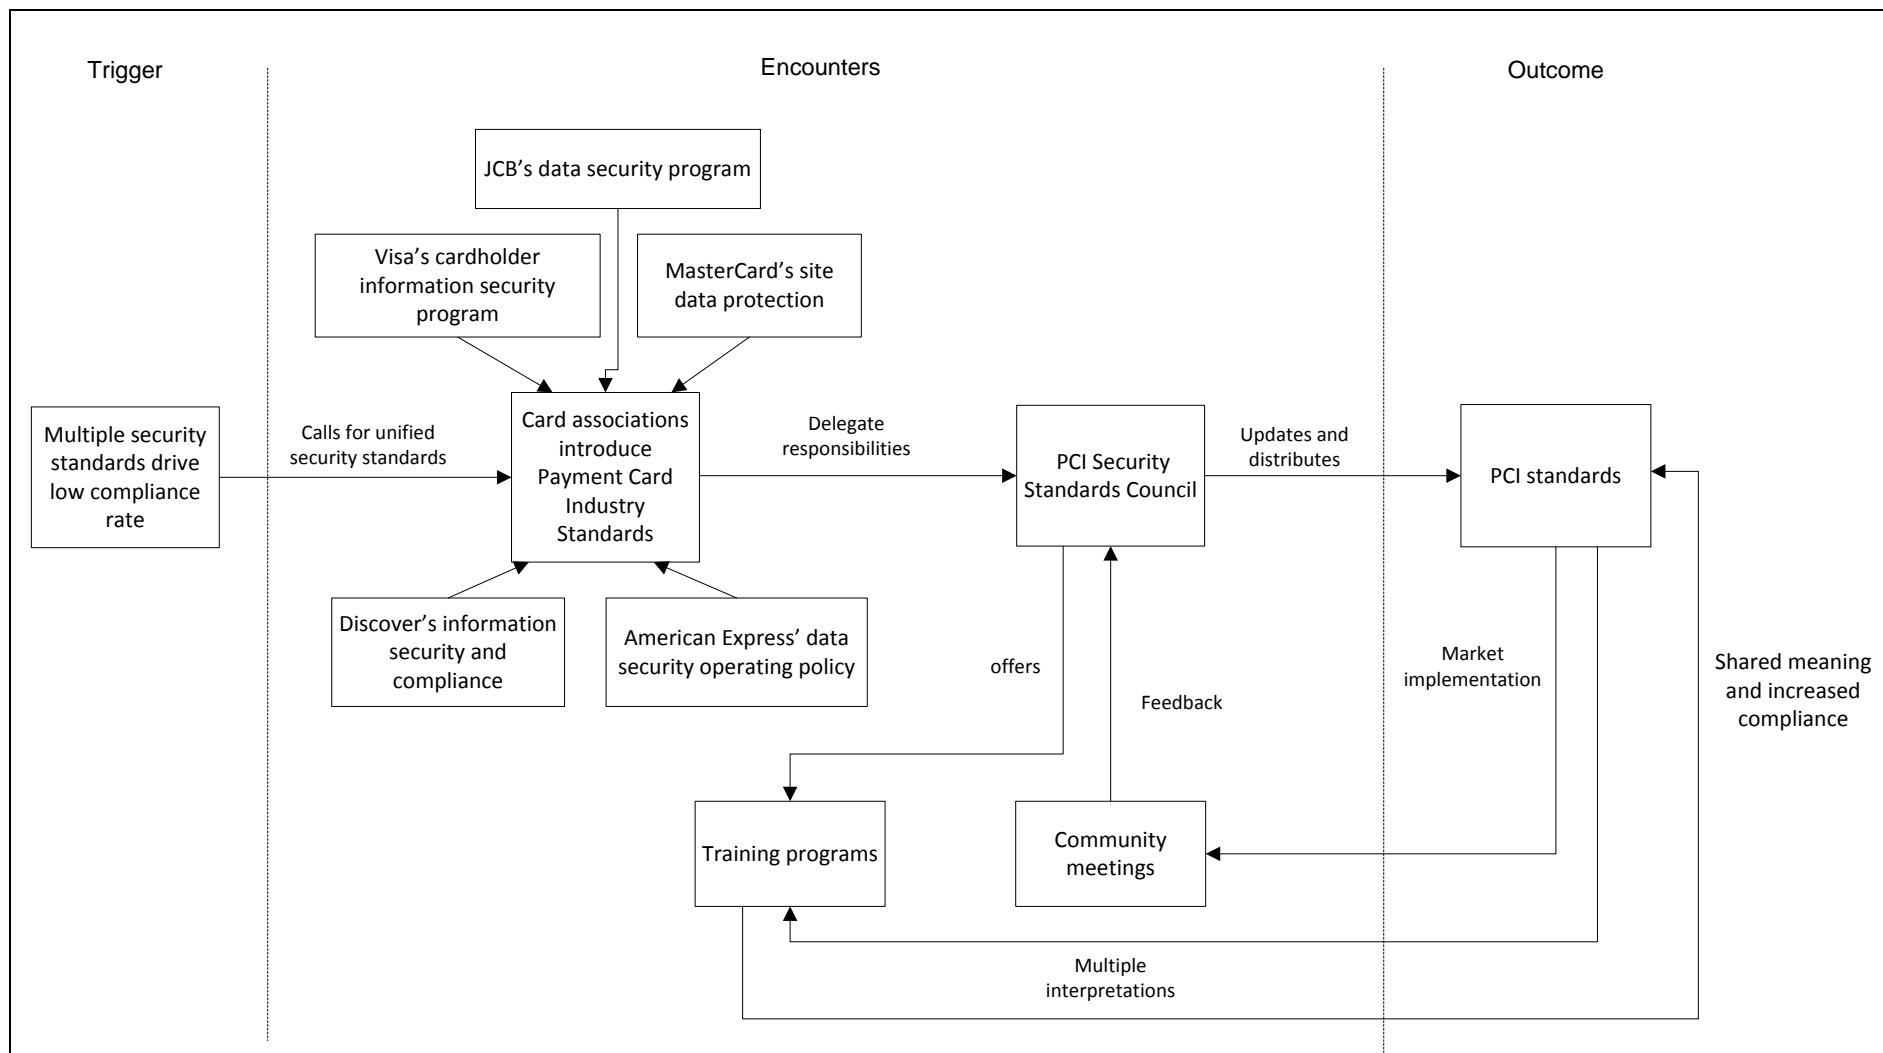 Trigger
Encounters
Outcome
JCB’s data security program
Visa’s cardholder
information security
program
MasterCard’s site
data protection
Multiple security
standards drive
low compliance
rate
Calls for unified
security standards
Card associations
introduce
Payment Card
Industry
Standards
Delegate
responsibilities
PCI Security
Standards Council
Updates and
distributes
PCI standards
Discover’s information
security and
compliance
American Express’ data
security operating policy
offers
Feedback
Market
implementation
Shared meaning
and increased
compliance
Training programs
Community
meetings
Multiple
interpretations